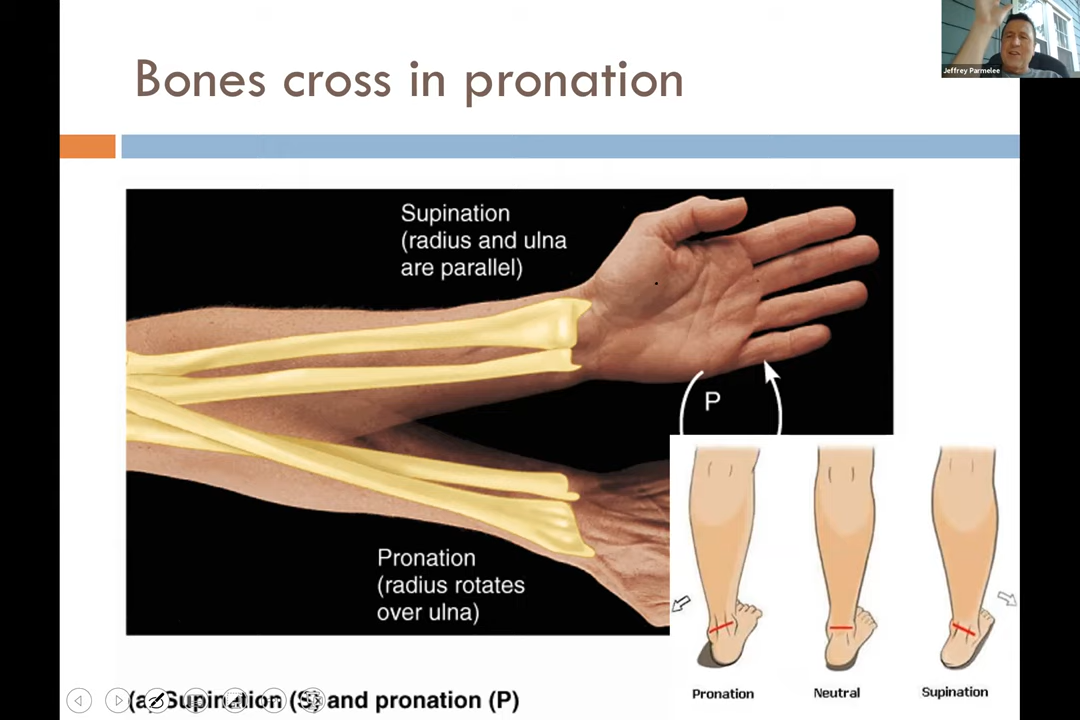 Bones cross in pronation
Jeffrey Parmelee
Supination
(radius and ulna
are parallel)
P
Pronation
(radius rotates
over ulna)
Pronation
Neutral
Supination
(a) Supination (S) and pronation (P)